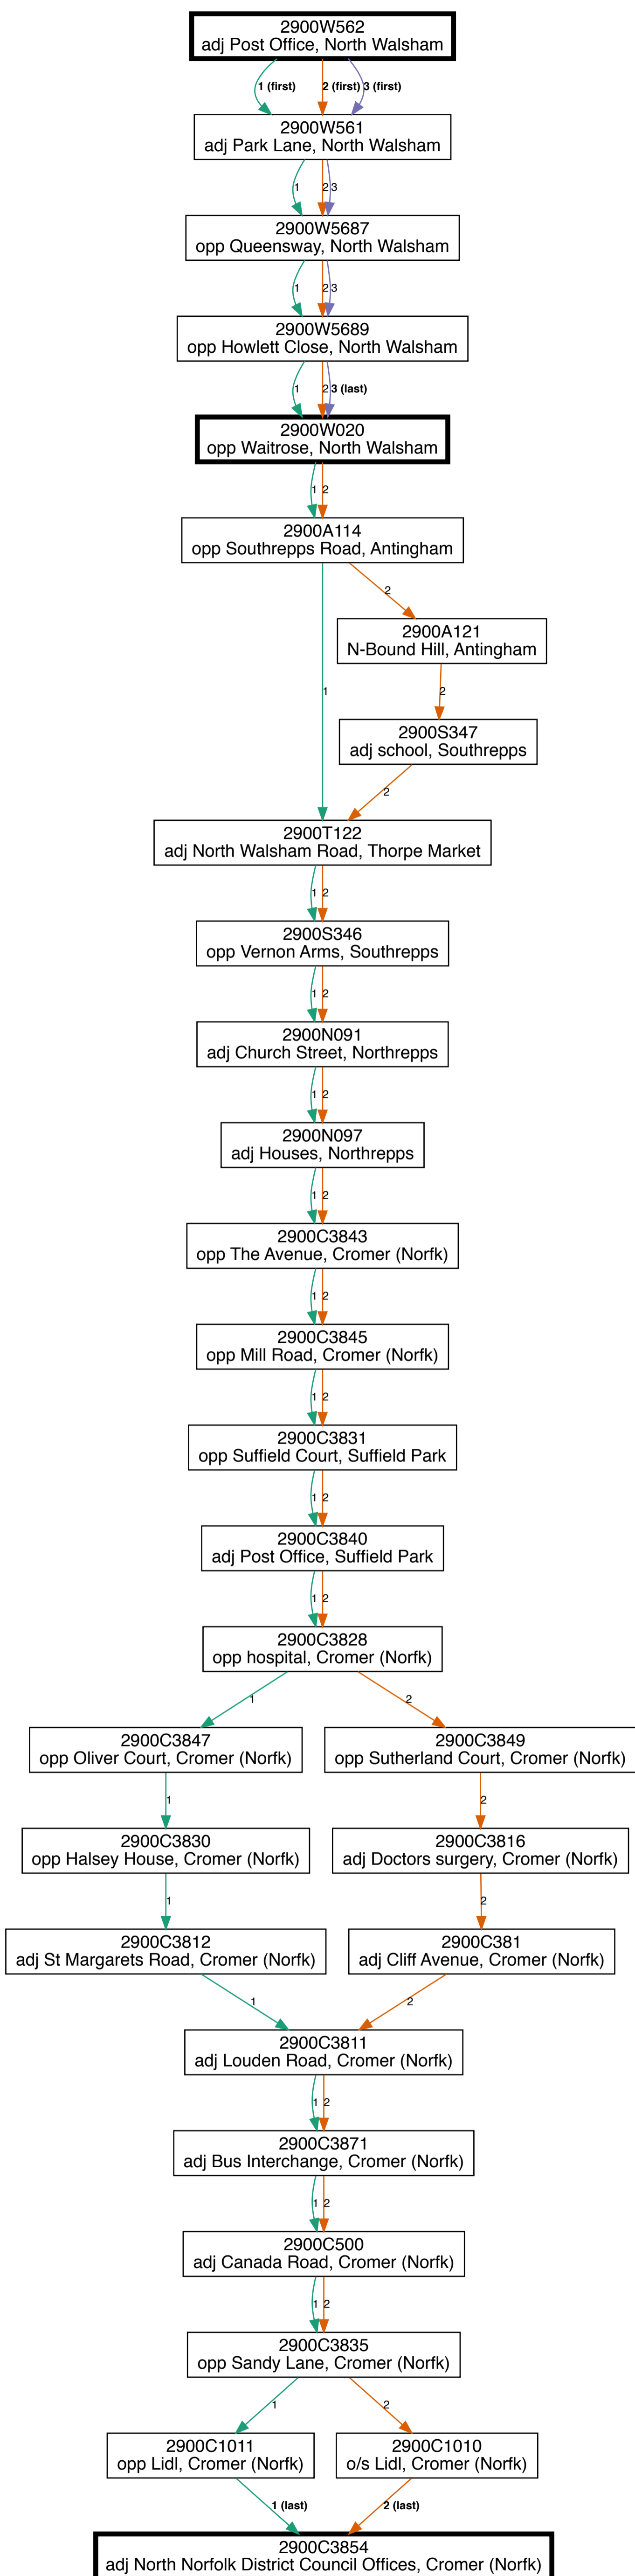 2900W562
adj Post Office, North Walsham
1 (first)
2 (first)
3 (first)
2900W561
adj Park Lane, North Walsham
1
2
3
2900W5687
opp Queensway, North Walsham
1
2
3
2900W5689
opp Howlett Close, North Walsham
1
2
3 (last)
2900W020
opp Waitrose, North Walsham
1
2
2900A114
opp Southrepps Road, Antingham
2
2900A121
N-Bound Hill, Antingham
1
2
2900S347
adj school, Southrepps
2
2900T122
adj North Walsham Road, Thorpe Market
1
2
2900S346
opp Vernon Arms, Southrepps
1
2
2900N091
adj Church Street, Northrepps
1
2
2900N097
adj Houses, Northrepps
1
2
2900C3843
opp The Avenue, Cromer (Norfk)
1
2
2900C3845
opp Mill Road, Cromer (Norfk)
1
2
2900C3831
opp Suffield Court, Suffield Park
1
2
2900C3840
adj Post Office, Suffield Park
1
2
2900C3828
opp hospital, Cromer (Norfk)
1
2
2900C3847
opp Oliver Court, Cromer (Norfk)
2900C3849
opp Sutherland Court, Cromer (Norfk)
1
2
2900C3830
opp Halsey House, Cromer (Norfk)
2900C3816
adj Doctors surgery, Cromer (Norfk)
1
2
2900C3812
adj St Margarets Road, Cromer (Norfk)
2900C381
adj Cliff Avenue, Cromer (Norfk)
1
2
2900C3811
adj Louden Road, Cromer (Norfk)
1
2
2900C3871
adj Bus Interchange, Cromer (Norfk)
1
2
2900C500
adj Canada Road, Cromer (Norfk)
1
2
2900C3835
opp Sandy Lane, Cromer (Norfk)
1
2
2900C1011
opp Lidl, Cromer (Norfk)
2900C1010
o/s Lidl, Cromer (Norfk)
1 (last)
2 (last)
2900C3854
adj North Norfolk District Council Offices, Cromer (Norfk)